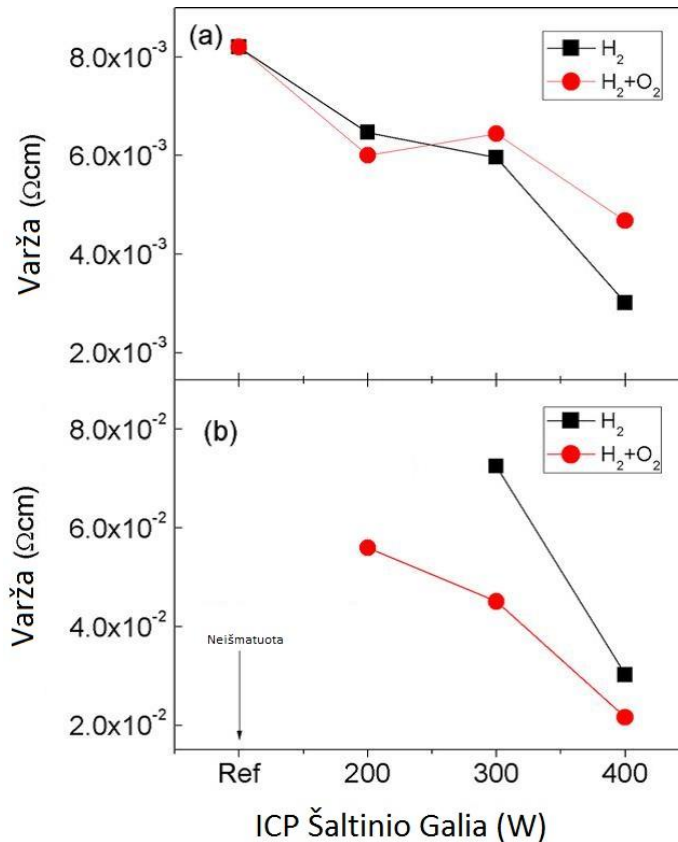 (a)
H₂
H₂+O₂
8.0x10⁻³
6.0x10⁻³
4.0x10⁻³
2.0x10⁻³
Varža (Ωcm)
(b)
H₂
H₂+O₂
8.0x10⁻²
6.0x10⁻²
4.0x10⁻²
2.0x10⁻²
Varža (Ωcm)
Neišmatuota
Ref 200 300 400
ICP Šaltinio Galia (W)